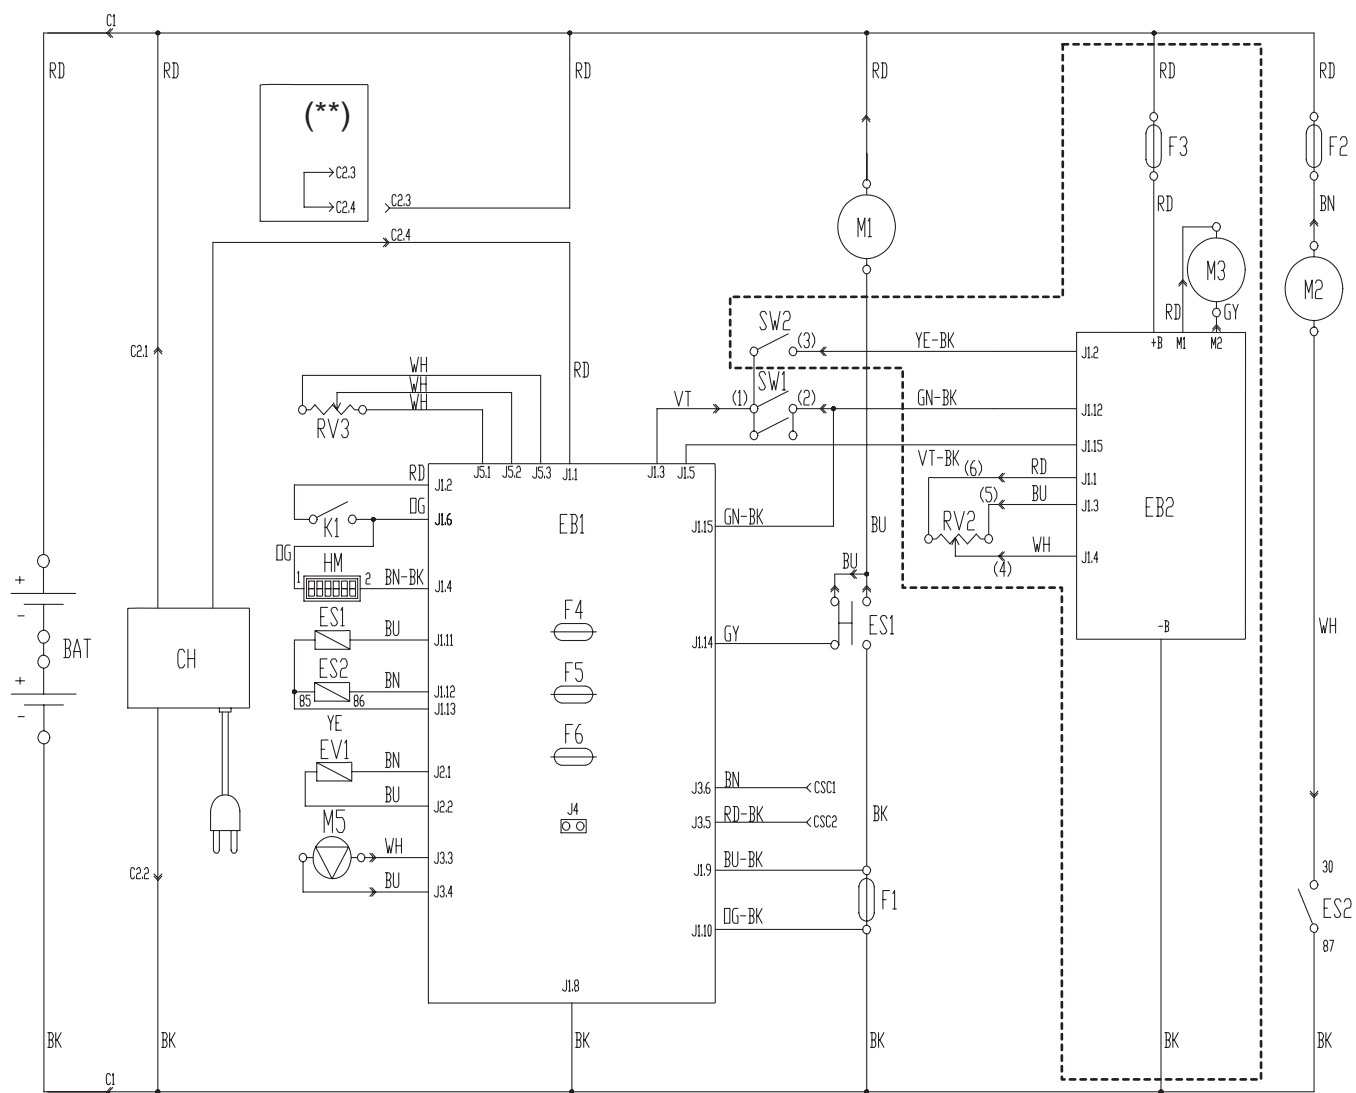 C1
RD RD RD RD RD RD
(**)
C2.3
C2.4
C2.3
C2.4
F3
F2
RD
BN
M1
M3
M2
RD
GY
SW2
(3)
YE-BK
J1.2
+B
M1
M2
C2.1
WH
WH
WH
RV3
RD
VT
(1)
SW1
(2)
GN-BK
J1.12
J1.15
VT-BK
(6)
RD
J1.1
(5)
BU
J1.3
RV2
WH
J1.4
(4)
EB2
J5.1
J5.2
J5.3
J1.1
J1.3
J1.5
RD
J1.2
OG
J1.6
K1
EB1
J1.15
GN-BK
BU
OG
HM
1
2
BN-BK
J1.4
BU
+
-
BAT
+
-
CH
ES1
BU
J1.11
F4
GY
J1.14
ES1
-B
WH
ES2
BN
J1.12
85
86
J1.13
F5
YE
EV1
BN
J2.1
F6
BU
J2.2
J3.6
BN
CSC1
J4
J3.5
RD-BK
CSC2
BK
M5
WH
J3.3
BU
J3.4
C2.2
J1.9
BU-BK
F1
J1.10
OG-BK
30
ES2
87
J1.8
BK BK BK BK BK BK
C1